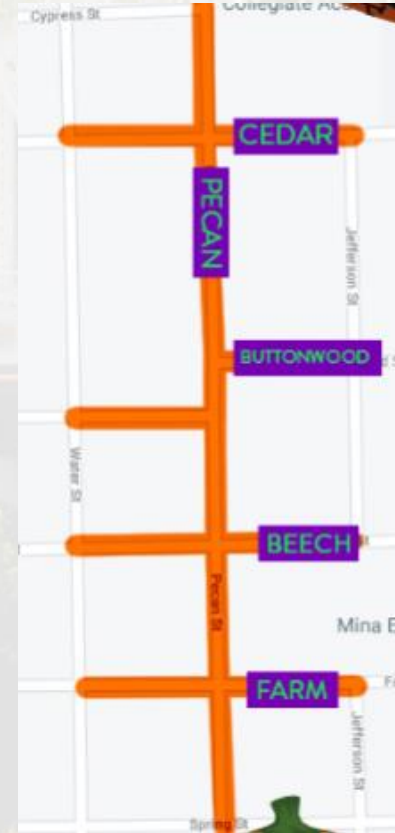 Collegiate Aca
Cypress St
CEDAR
PECAN
Jefferson St
BUTTONWOOD
Water St
BEECH
Pecan St
Mina E
FARM
Jefferson St
Spring St